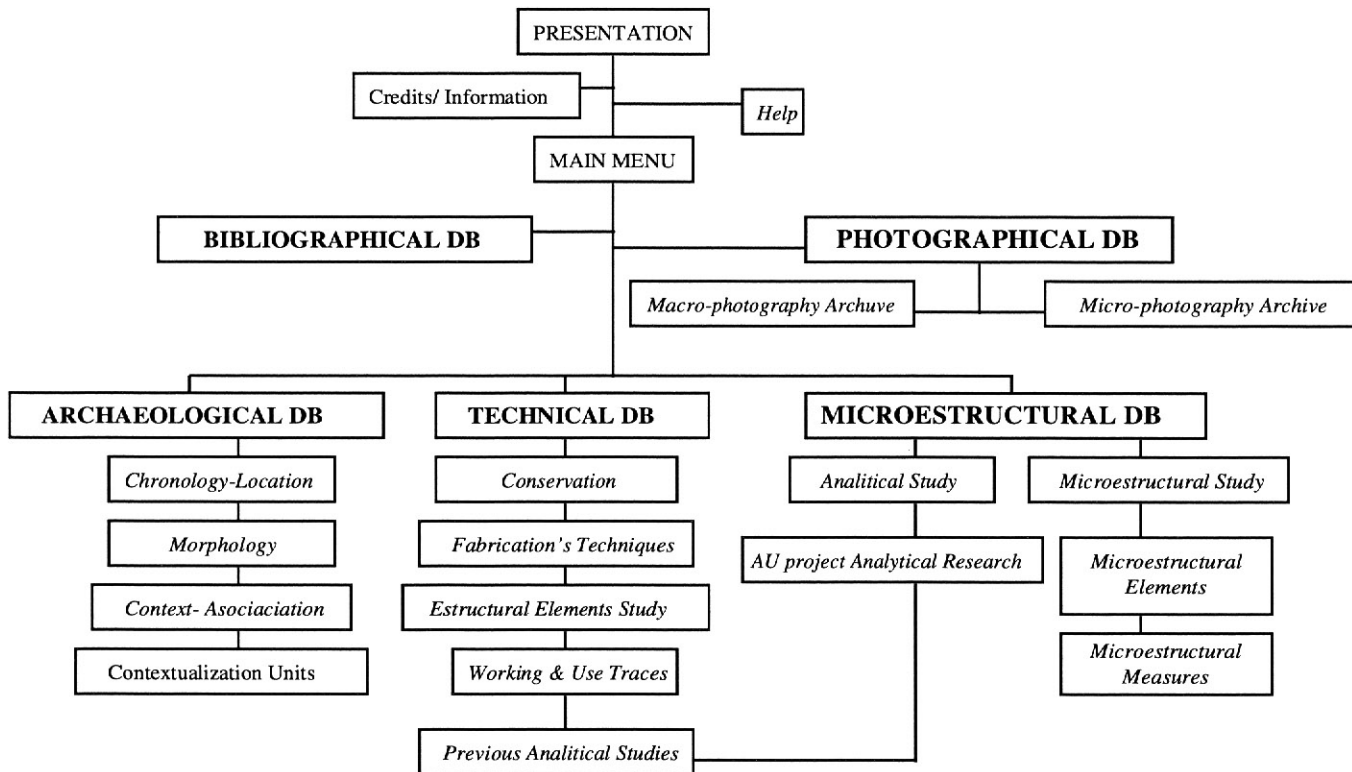 PRESENTATION
Credits/ Information
Help
MAIN MENU
BIBLIOGRAPHICAL DB
PHOTOGRAPHICAL DB
Macro-photography Archuve
Micro-photography Archive
ARCHAEOLOGICAL DB
TECHNICAL DB
MICROESTRUCTURAL DB
Chronology-Location
Conservation
Analitical Study
Microestructural Study
Morphology
Fabrication's Techniques
AU project Analytical Research
Microestructural
Elements
Context- Asociaciation
Estructural Elements Study
Contextualization Units
Working & Use Traces
Microestructural
Measures
Previous Analitical Studies